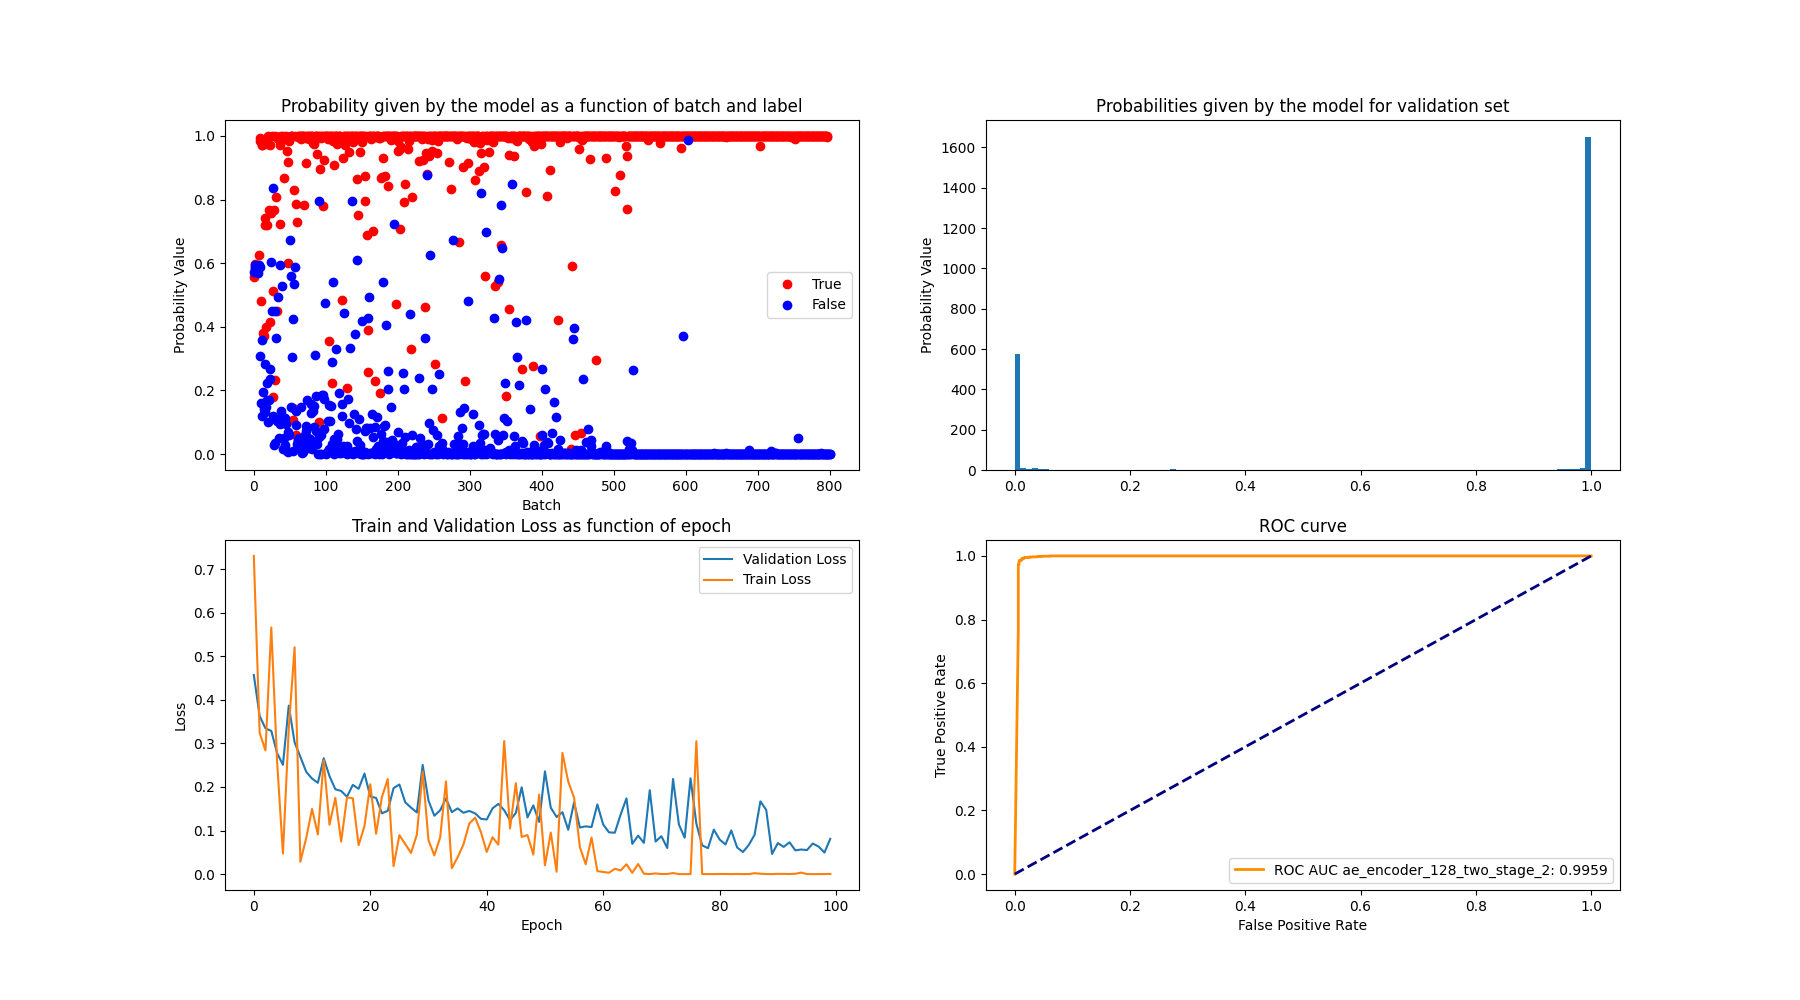 Probability given by the model as a function of batch and label
1.0
0.8
0.6
0.4
0.2
0.0
Probability Value
True
False
0 100 200 300 400 500 600 700 800
Batch
Probabilities given by the model for validation set
1600
1400
1200
1000
800
600
400
200
0
Probability Value
0.0 0.2 0.4 0.6 0.8 1.0
Train and Validation Loss as function of epoch
Validation Loss
Train Loss
0.7
0.6
0.5
0.4
0.3
0.2
0.1
0.0
Loss
0 20 40 60 80 100
Epoch
ROC curve
1.0
0.8
0.6
0.4
0.2
0.0
True Positive Rate
ROC AUC ae_encoder_128_two_stage_2: 0.9959
0.0 0.2 0.4 0.6 0.8 1.0
False Positive Rate